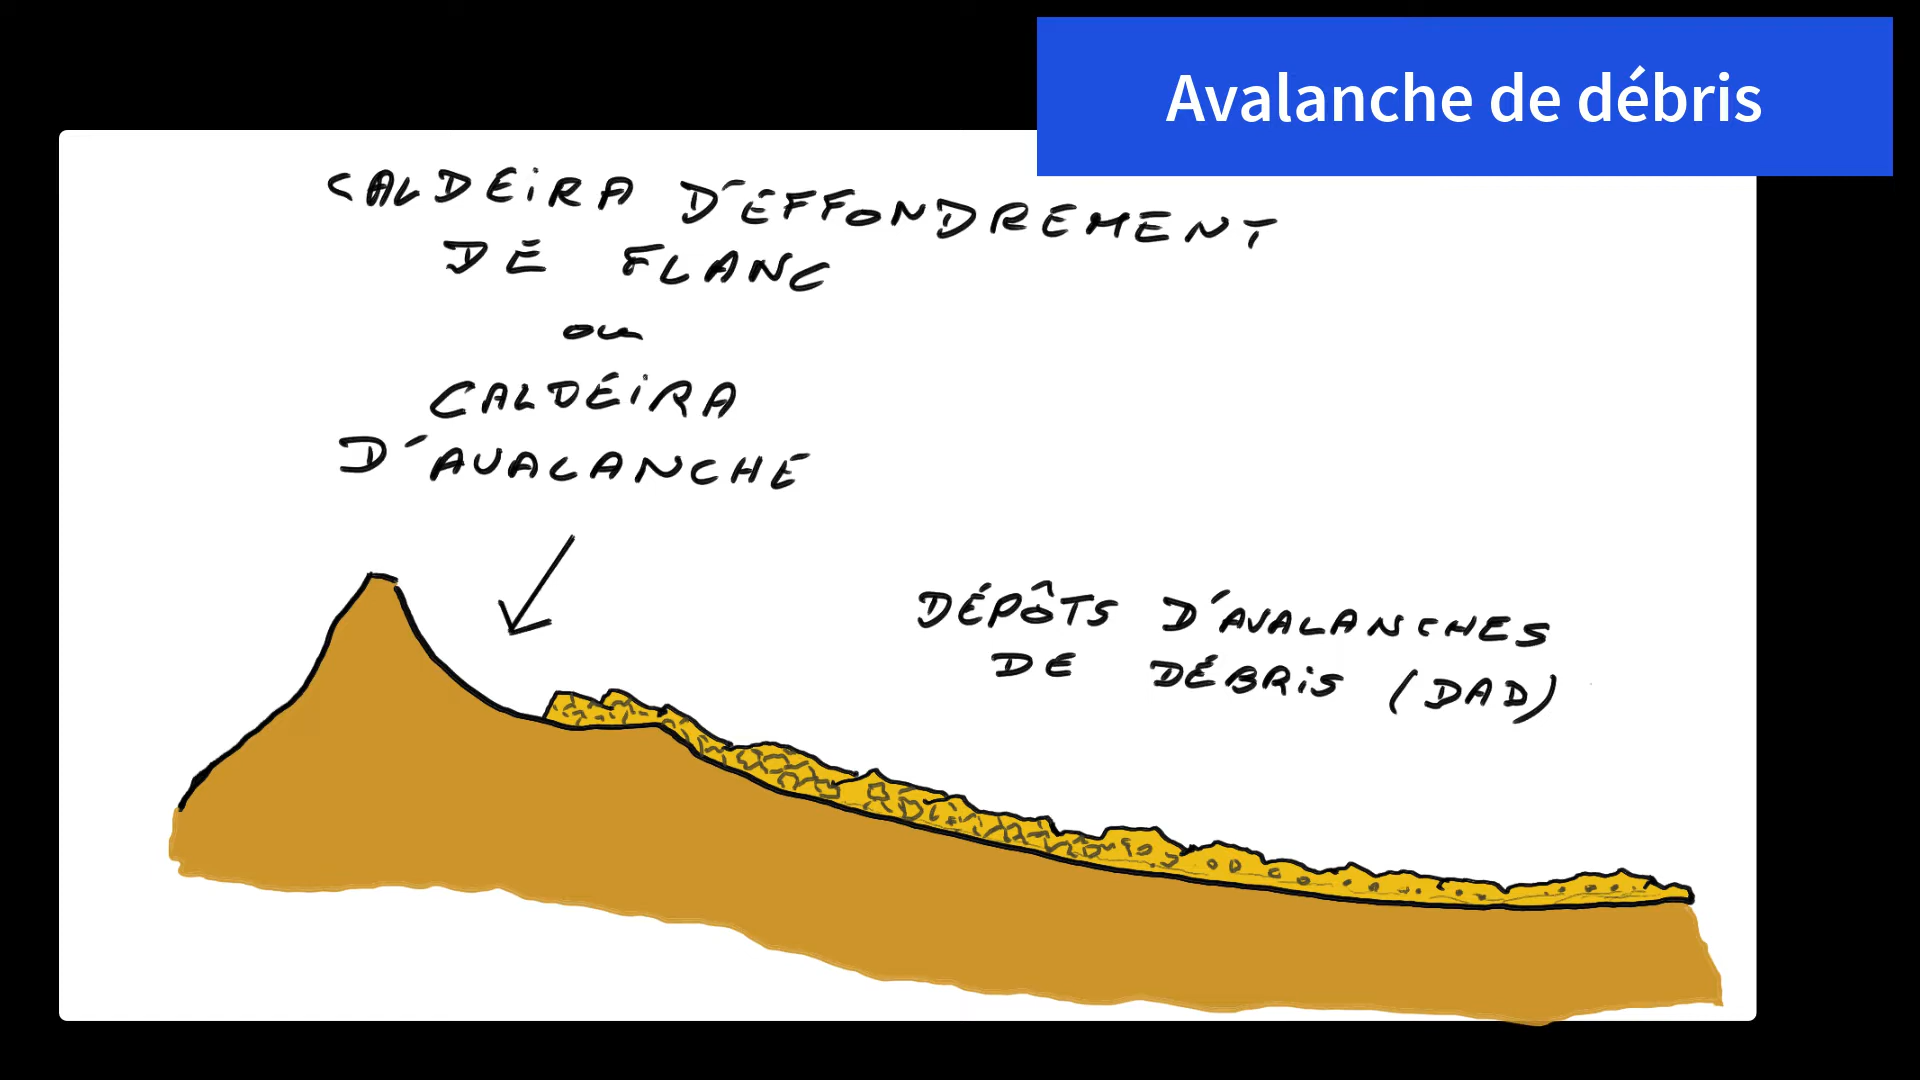 Avalanche de débris
CALDEIRA D'EFFONDREMENT
DE FLANC
ou
CALDEIRA
D'AVALANCHE
DÉPÔTS D'AVALANCHES
DE DÉBRIS (DAD)